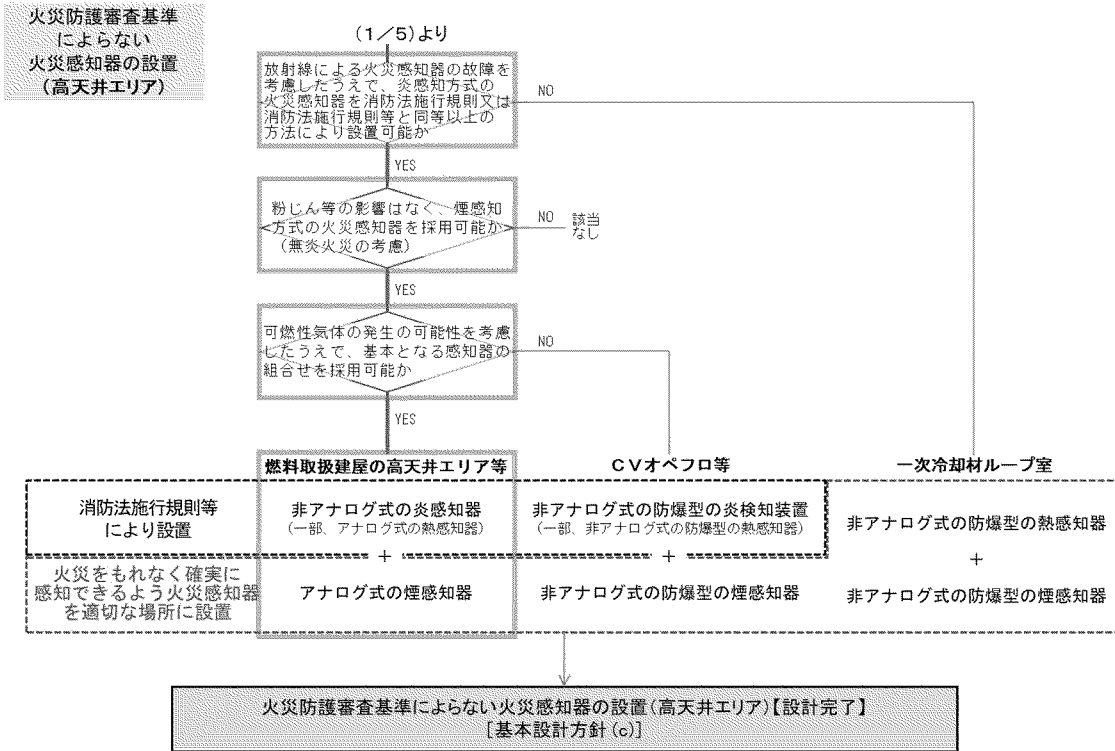 火災防護審査基準
によらない
火災感知器の設置
(高天井エリア)
(1/5)より
放射線による火災感知器の故障を
考慮したうえで、炎感知方式の
火災感知器を消防法施行規則又は
消防法施行規則等と同等以上の
方法により設置可能か
NO
YES
粉じん等の影響はなく、煙感知
方式の火災感知器を採用可能か
(無炎火災の考慮)
NO
該当
なし
YES
可燃性気体の発生の可能性を考慮
したうえで、基本となる感知器の
組合せを採用可能か
NO
YES
燃料取扱建屋の高天井エリア等
CVオペフロ等
一次冷却材ループ室
消防法施行規則等
により設置
非アナログ式の炎感知器
(一部、アナログ式の熱感知器)
非アナログ式の防爆型の炎検知装置
(一部、非アナログ式の防爆型の熱感知器)
非アナログ式の防爆型の熱感知器
+
+
+
火災をもれなく確実に
感知できるよう火災感知器
を適切な場所に設置
アナログ式の煙感知器
非アナログ式の防爆型の煙感知器
非アナログ式の防爆型の煙感知器
火災防護審査基準によらない火災感知器の設置(高天井エリア)【設計完了】
[基本設計方針(c)]